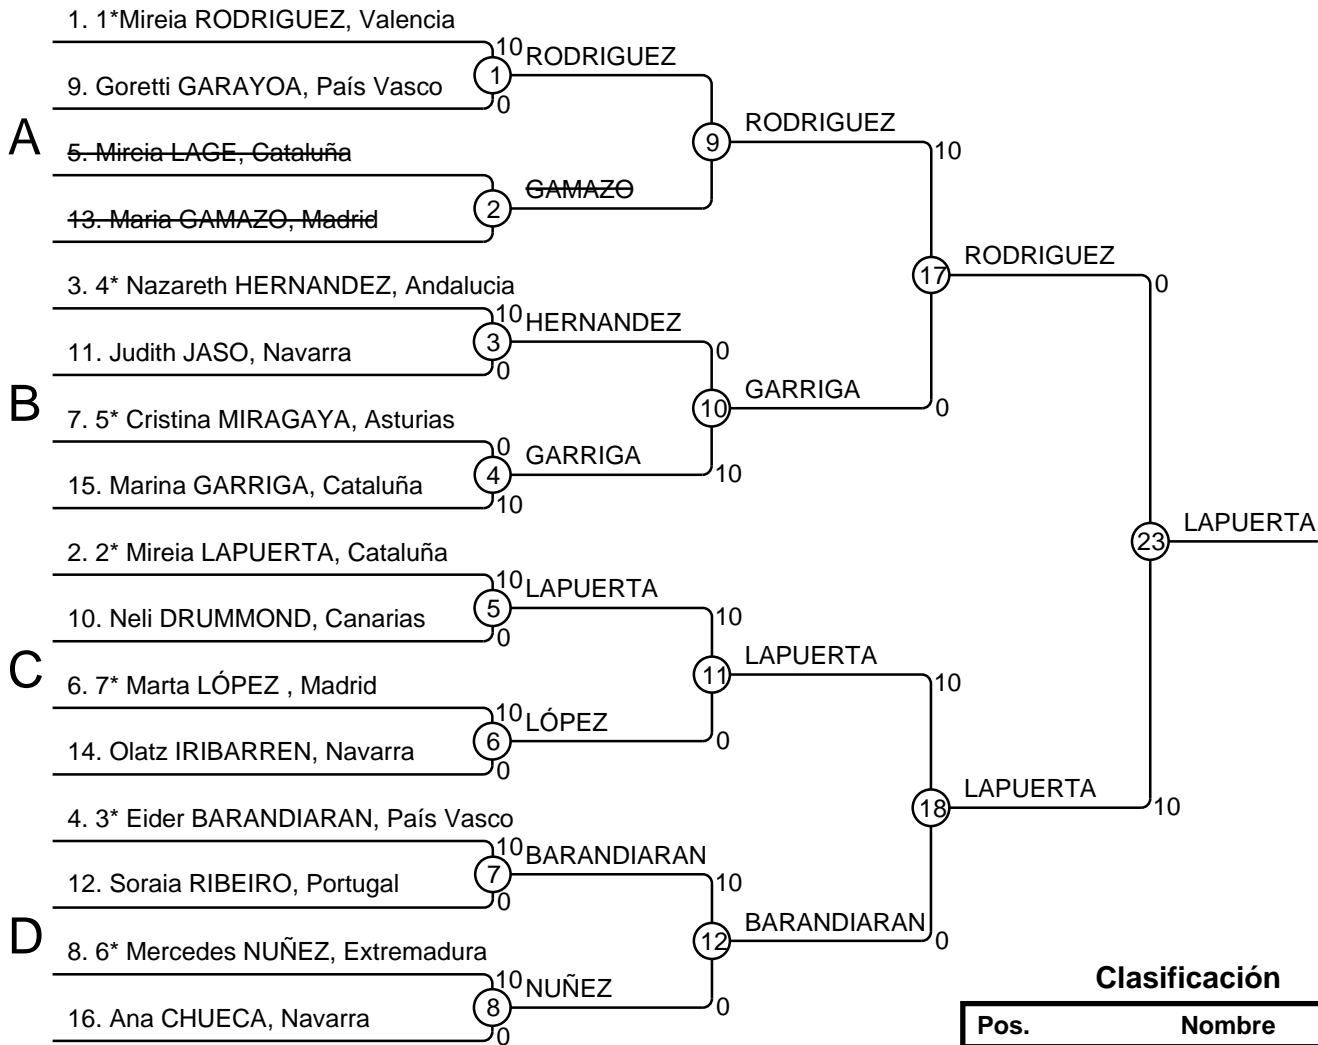 1. 1*Mireia RODRIGUEZ, Valencia
10 RODRIGUEZ
1
9. Goretti GARAYOA, País Vasco
0
RODRIGUEZ
9
10
A
5. Mireia LAGE, Cataluña
GAMAZO
2
13. Maria GAMAZO, Madrid
RODRIGUEZ
17
0
3. 4* Nazareth HERNANDEZ, Andalucia
10 HERNANDEZ
3
0
11. Judith JASO, Navarra
0
B
GARRIGA
10
0
7. 5* Cristina MIRAGAYA, Asturias
0
GARRIGA
4
10
15. Marina GARRIGA, Cataluña
10
LAPUERTA
23
2. 2* Mireia LAPUERTA, Cataluña
10 LAPUERTA
5
10
10. Neli DRUMMOND, Canarias
0
C
LAPUERTA
11
10
6. 7* Marta LÓPEZ , Madrid
10 LÓPEZ
6
0
14. Olatz IRIBARREN, Navarra
0
LAPUERTA
18
10
4. 3* Eider BARANDIARAN, País Vasco
10 BARANDIARAN
7
10
12. Soraia RIBEIRO, Portugal
0
D
BARANDIARAN
12
0
8. 6* Mercedes NUÑEZ, Extremadura
10 NUÑEZ
8
0
16. Ana CHUECA, Navarra
0
Clasificación
Pos. Nombre